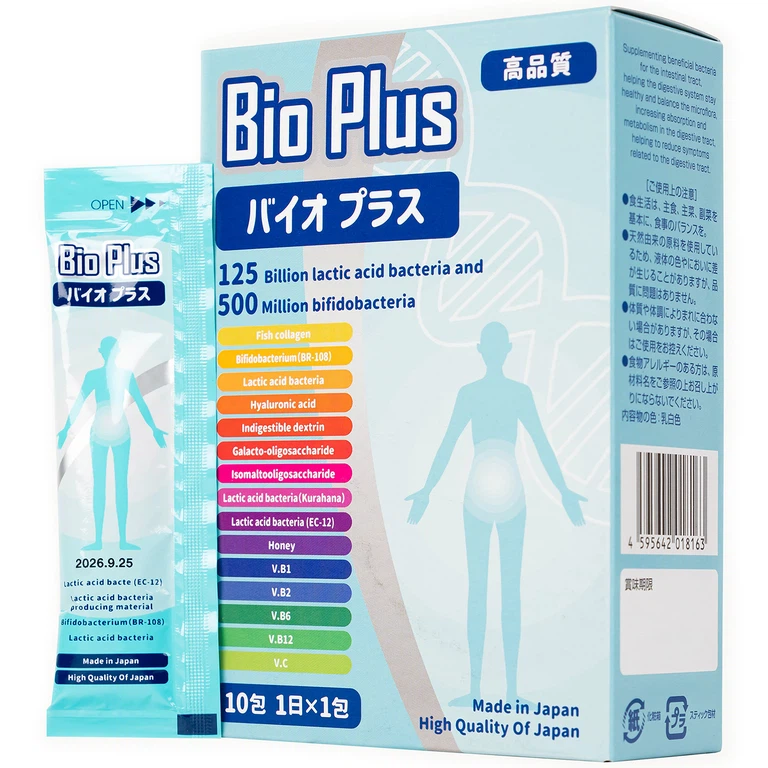 OPEN
Bio Plus
バイオ プラス
2026.9.25
Lactic acid bacte (EC-12)
Lactic acid bacteria
producing material
Bifidobacterium(BR-108)
Lactic acid bacteria
Made in Japan
High Quality Of Japan
高品質
Bio Plus
バイオ プラス
125 Billion lactic acid bacteria and
500 Million bifidobacteria
Fish collagen
Bifidobacterium(BR-108)
Lactic acid bacteria
Hyaluronic acid
Indigestible dextrin
Galacto-oligosaccharide
Isomaltooligosaccharide
Lactic acid bacteria(Kurahana)
Lactic acid bacteria (EC-12)
Honey
V.B1
V.B2
V.B6
V.B12
V.C
10包 1日×1包
Made in Japan
High Quality Of Japan
Supplementing beneficial bacteria
for the intestinal tract,
helping the digestive system stay
healthy and balance the microflora,
increasing absorption and
metabolism in the digestive tract,
helping to reduce symptoms
related to the digestive tract.
【ご使用上の注意】
●食生活は、主食、主菜、副菜を
基本に、食事のバランスを。
●天然由来の原料を使用してい
るため、液体の色やにおいに差
が生じることがありますが、品
質に問題はありません。
●体質や体調によりまれに合わな
い場合がありますが、その場合
はご使用をお控えください。
●食物アレルギーのある方は、原
材料名をご参照の上お召し上が
りにならないでください。
内容物の色:乳白色
4 595642 018163
賞味期限
紙 化粧箱
プラ スティック包材